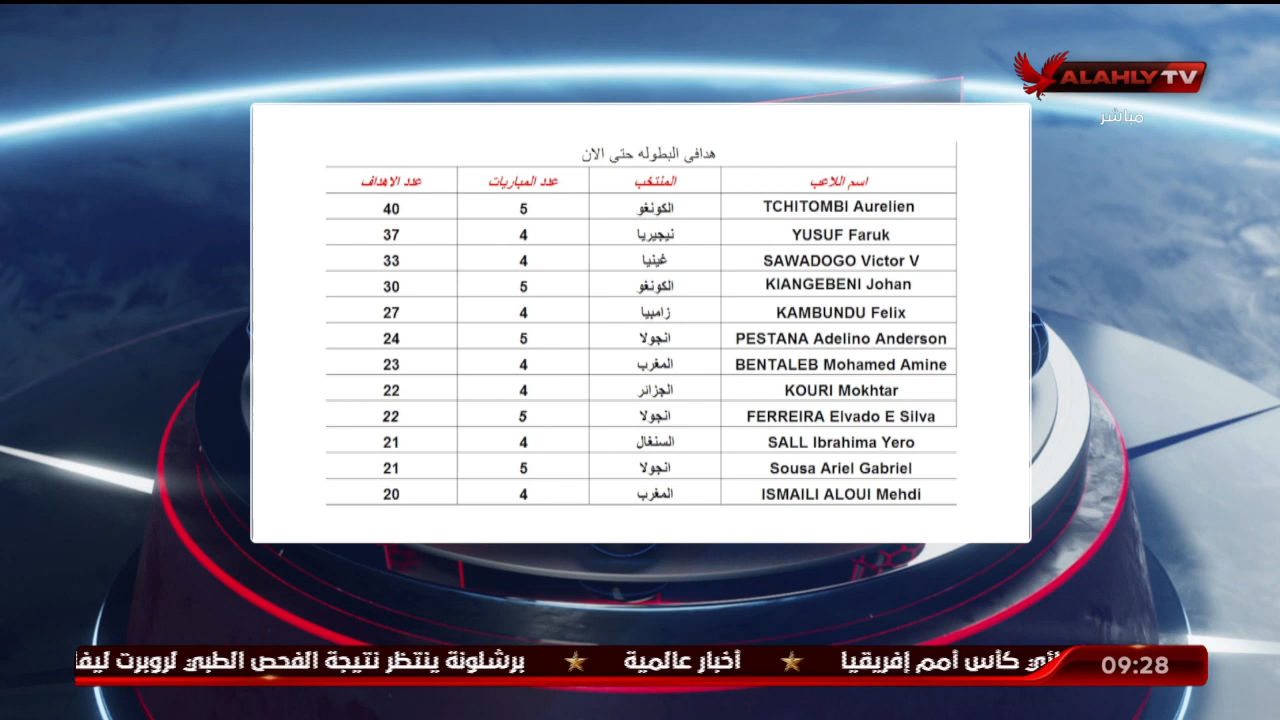 ALAHLY TV
مباشر
هدافى البطوله حتى الان
اسم اللاعب المنتخب عدد المباريات عدد الاهداف
TCHITOMBI Aurelien الكونغو 5 40
YUSUF Faruk نيجيريا 4 37
SAWADOGO Victor V غينيا 4 33
KIANGEBENI Johan الكونغو 5 30
KAMBUNDU Felix زامبيا 4 27
PESTANA Adelino Anderson انجولا 5 24
BENTALEB Mohamed Amine المغرب 4 23
KOURI Mokhtar الجزائر 4 22
FERREIRA Elvado E Silva انجولا 5 22
SALL Ibrahima Yero السنغال 4 21
Sousa Ariel Gabriel انجولا 5 21
ISMAILI ALOUI Mehdi المغرب 4 20
كأس أمم إفريقيا ★ أخبار عالمية ★ برشلونة ينتظر نتيجة الفحص الطبي لروبرت ليفا
09:28